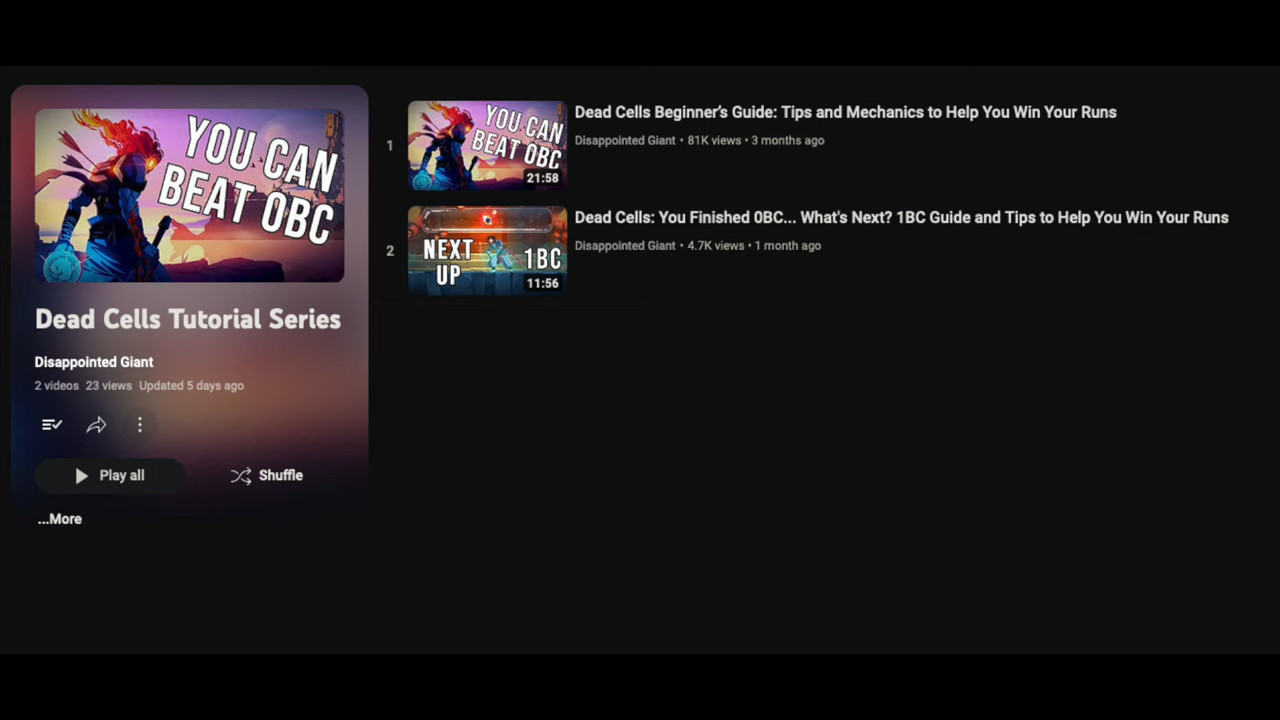 YOU CAN
BEAT 0BC
Dead Cells Tutorial Series
Disappointed Giant
2 videos 23 views Updated 5 days ago
Play all
Shuffle
...More
1
YOU CAN
BEAT 0BC
21:58
Dead Cells Beginner's Guide: Tips and Mechanics to Help You Win Your Runs
Disappointed Giant • 81K views • 3 months ago
2
NEXT
UP
1BC
11:56
Dead Cells: You Finished 0BC... What's Next? 1BC Guide and Tips to Help You Win Your Runs
Disappointed Giant • 4.7K views • 1 month ago